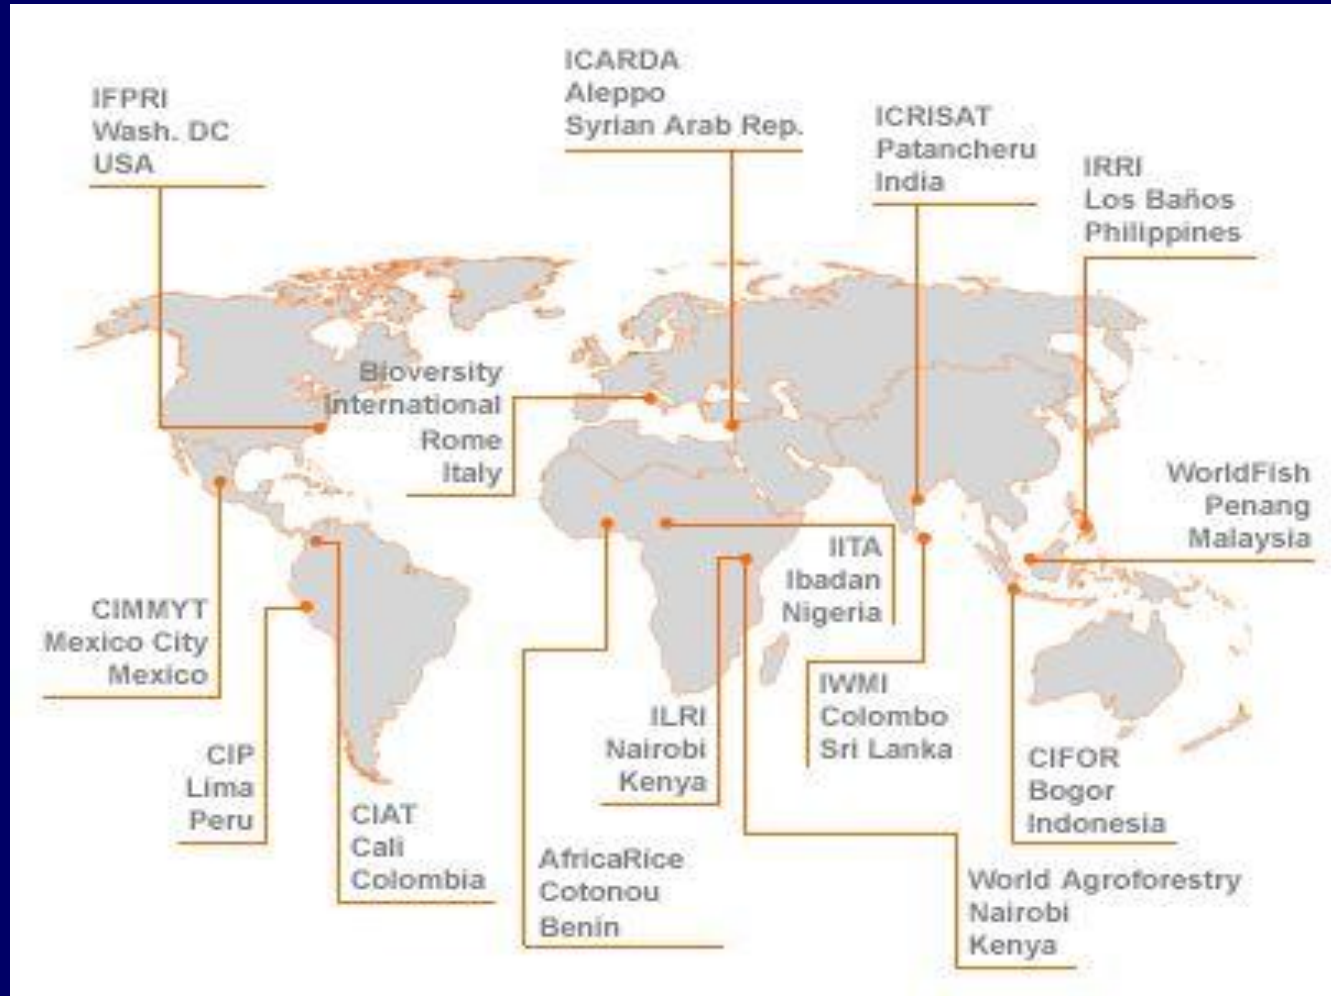 ICARDA
Aleppo
Syrian Arab Rep.
IFPRI
Wash. DC
USA
ICRISAT
Patancheru
India
IRRI
Los Baños
Philippines
Bioversity
International
Rome
Italy
WorldFish
Penang
Malaysia
IITA
Ibadan
Nigeria
CIMMYT
Mexico City
Mexico
IWMI
Colombo
Sri Lanka
ILRI
Nairobi
Kenya
CIP
Lima
Peru
CIFOR
Bogor
Indonesia
CIAT
Cali
Colombia
AfricaRice
Cotonou
Benin
World Agroforestry
Nairobi
Kenya